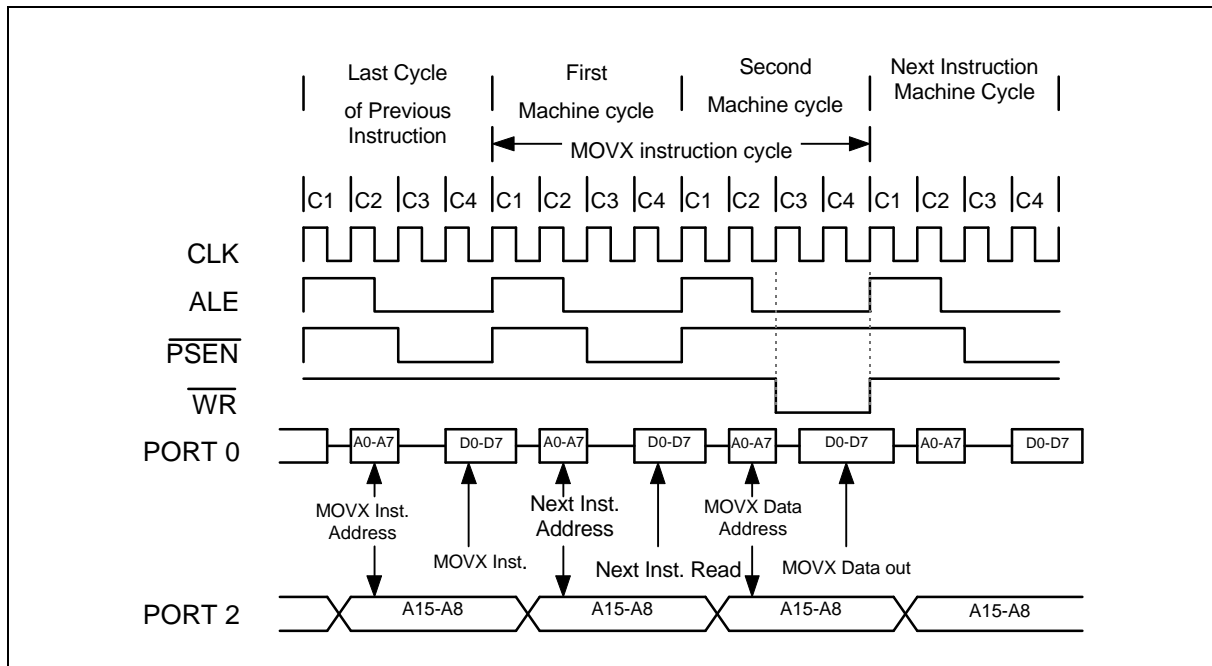 Last Cycle
of Previous
Instruction
First
Machine cycle
Second
Machine cycle
Next Instruction
Machine Cycle
MOVX instruction cycle
C1 C2 C3 C4 C1 C2 C3 C4 C1 C2 C3 C4 C1 C2 C3 C4
CLK
ALE
PSEN
WR
PORT 0
A0-A7 D0-D7 A0-A7 D0-D7 A0-A7 D0-D7 A0-A7 D0-D7
MOVX Inst.
Address
MOVX Inst.
Next Inst.
Address
Next Inst. Read
MOVX Data
Address
MOVX Data out
PORT 2
A15-A8 A15-A8 A15-A8 A15-A8